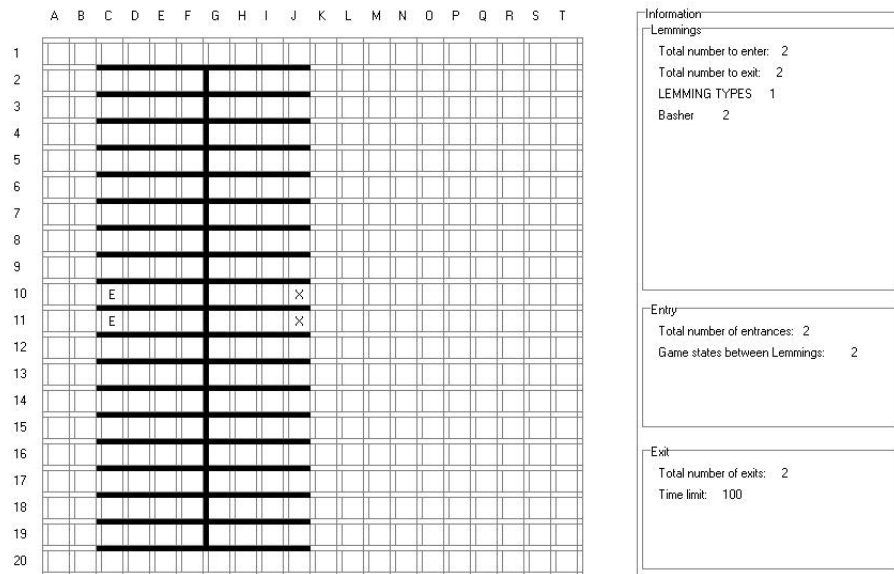 A B C D E F G H I J K L M N O P Q R S T
1
2
3
4
5
6
7
8
9
10 E X
11 E X
12
13
14
15
16
17
18
19
20
Information
Lemmings
Total number to enter: 2
Total number to exit: 2
LEMMING TYPES 1
Basher 2
Entry
Total number of entrances: 2
Game states between Lemmings: 2
Exit
Total number of exits: 2
Time limit: 100